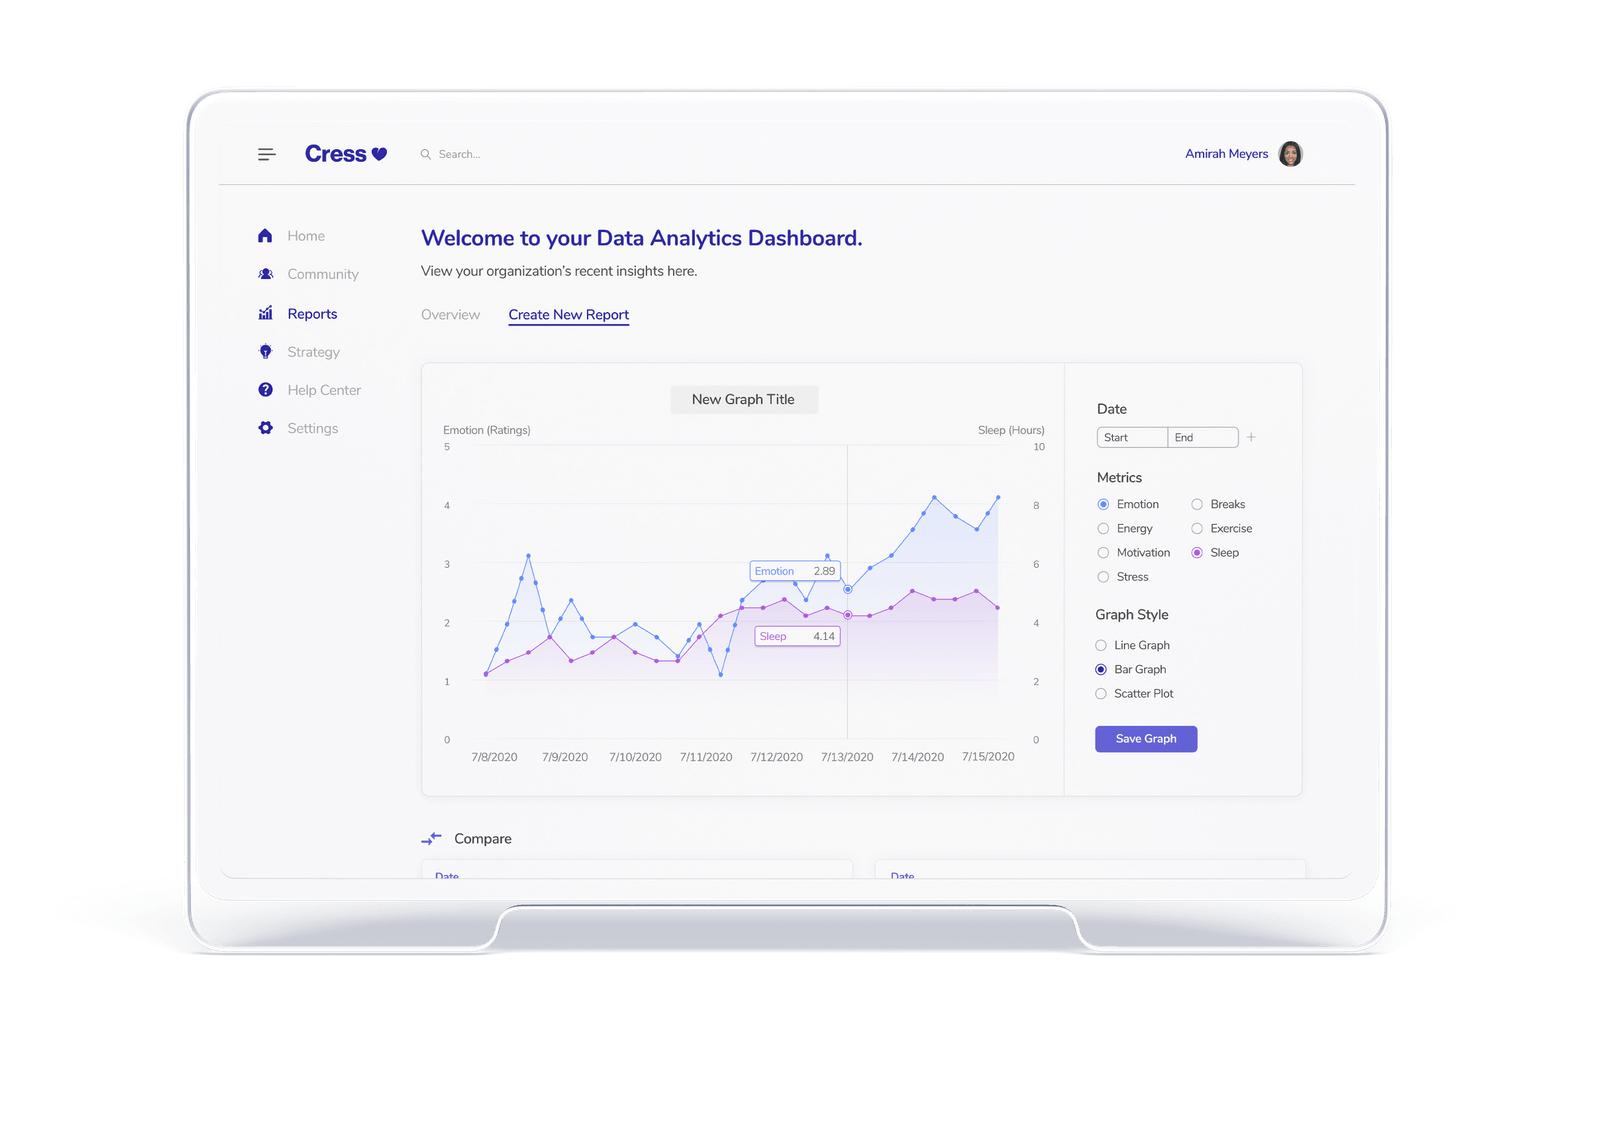 Cress
Search...
Amirah Meyers
Home
Community
Reports
Strategy
Help Center
Settings
Welcome to your Data Analytics Dashboard.
View your organization's recent insights here.
Overview
Create New Report
New Graph Title
Emotion (Ratings)
Sleep (Hours)
5
4
3
2
1
0
10
8
6
4
2
0
Emotion 2.89
Sleep 4.14
7/8/2020 7/9/2020 7/10/2020 7/11/2020 7/12/2020 7/13/2020 7/14/2020 7/15/2020
Date
Start End +
Metrics
Emotion Breaks
Energy Exercise
Motivation Sleep
Stress
Graph Style
Line Graph
Bar Graph
Scatter Plot
Save Graph
Compare
Date
Date